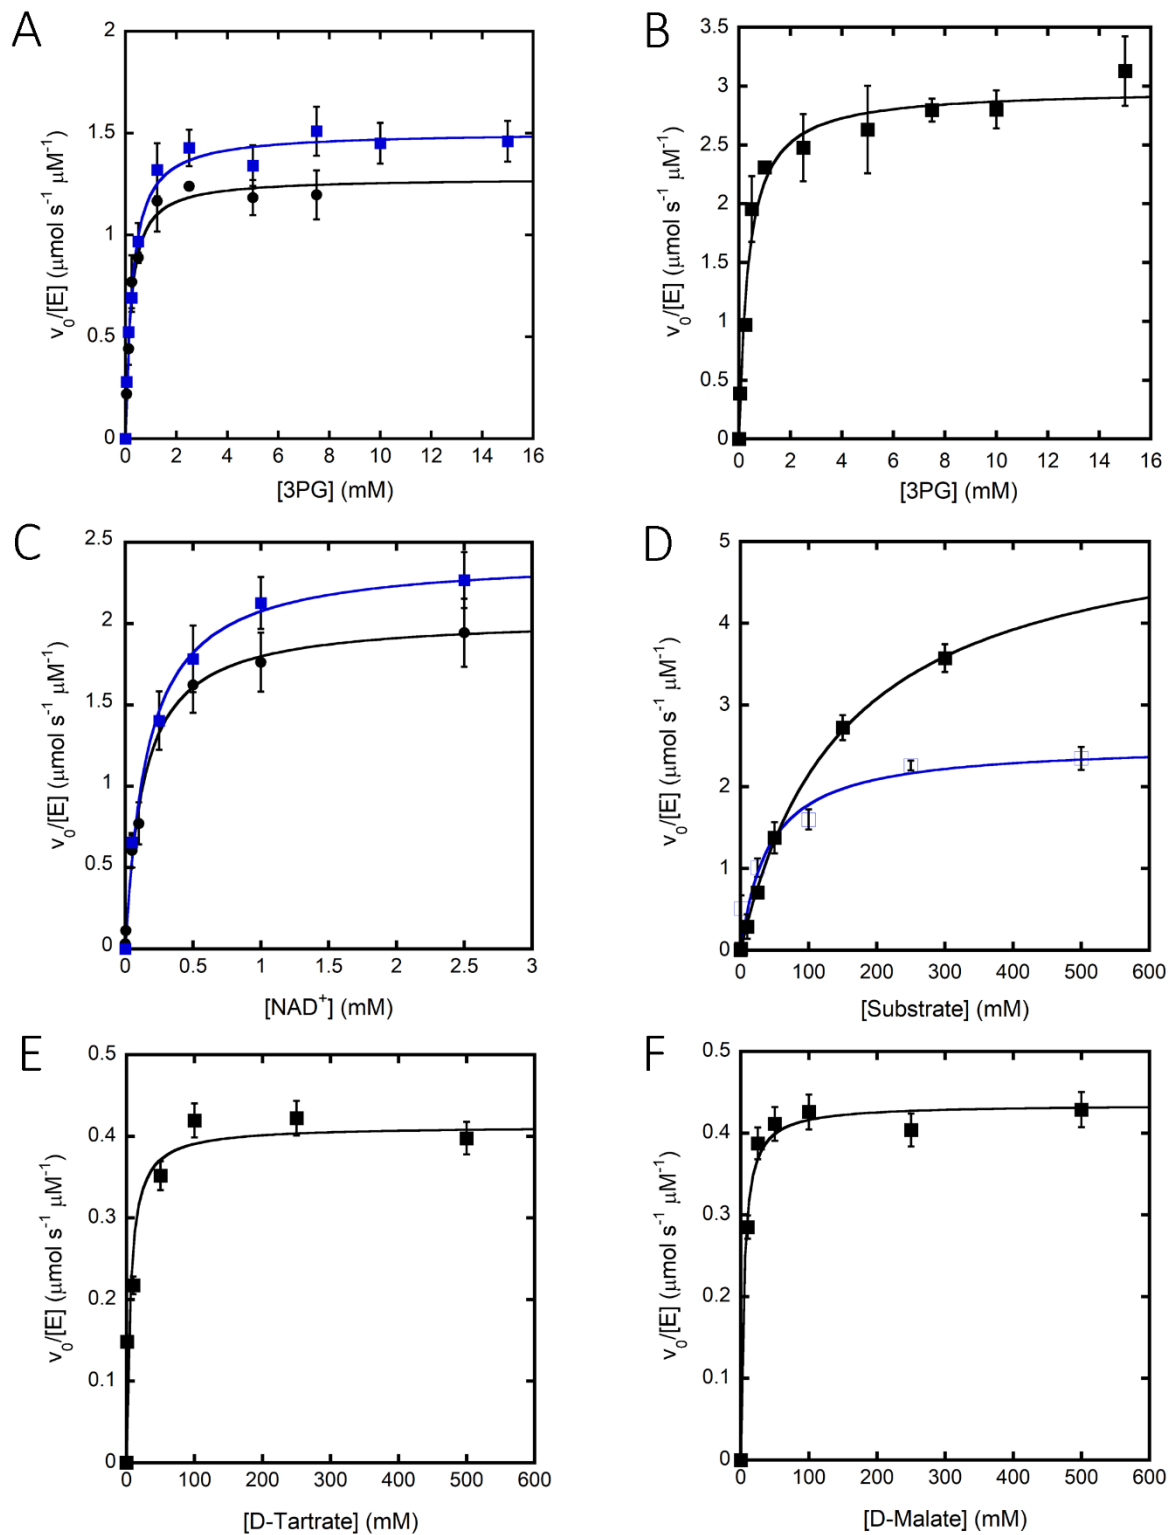 A
2
1.5
1
0.5
0
v₀/[E] (μmol s⁻¹ μM⁻¹)
0 2 4 6 8 10 12 14 16
[3PG] (mM)
B
3.5
3
2.5
2
1.5
1
0.5
0
v₀/[E] (μmol s⁻¹ μM⁻¹)
0 2 4 6 8 10 12 14 16
[3PG] (mM)
C
2.5
2
1.5
1
0.5
0
v₀/[E] (μmol s⁻¹ μM⁻¹)
0 0.5 1 1.5 2 2.5 3
[NAD⁺] (mM)
D
5
4
3
2
1
0
v₀/[E] (μmol s⁻¹ μM⁻¹)
0 100 200 300 400 500 600
[Substrate] (mM)
E
0.5
0.4
0.3
0.2
0.1
0
v₀/[E] (μmol s⁻¹ μM⁻¹)
0 100 200 300 400 500 600
[D-Tartrate] (mM)
F
0.5
0.4
0.3
0.2
0.1
0
v₀/[E] (μmol s⁻¹ μM⁻¹)
0 100 200 300 400 500 600
[D-Malate] (mM)